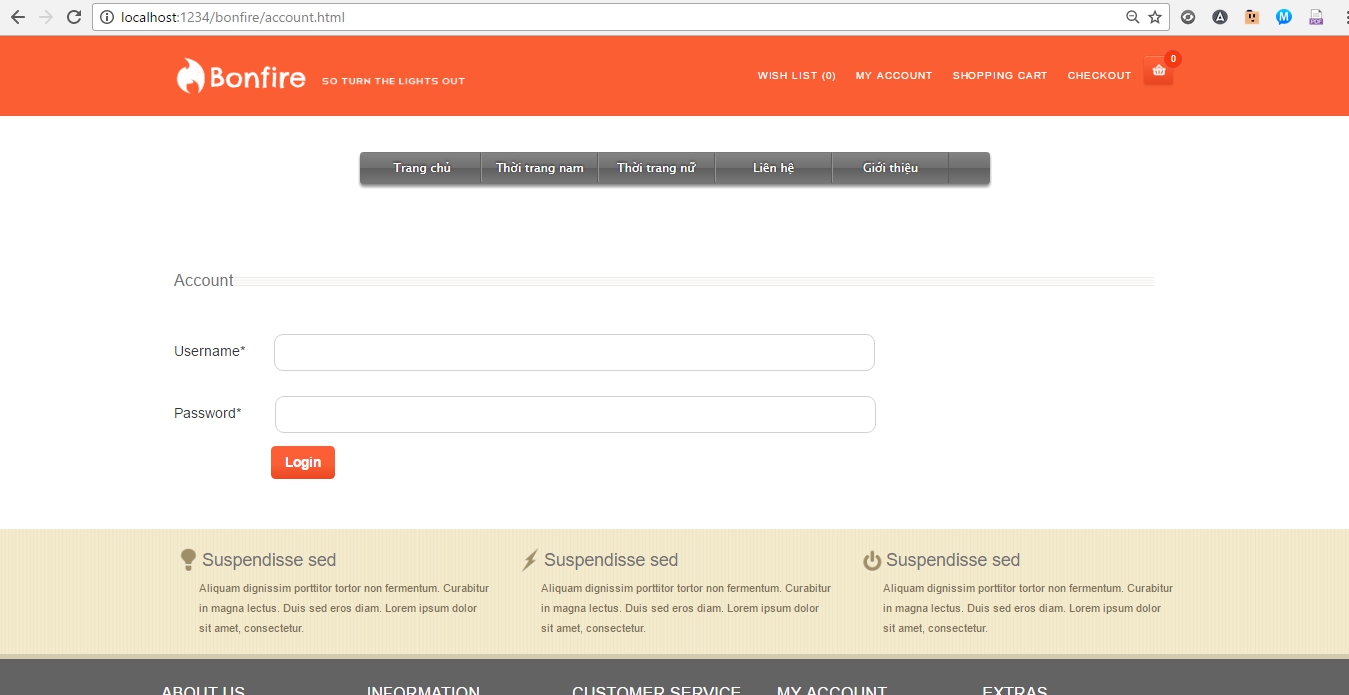 localhost:1234/bonfire/account.html
Bonfire SO TURN THE LIGHTS OUT
WISH LIST (0) MY ACCOUNT SHOPPING CART CHECKOUT 0
Trang chủ Thời trang nam Thời trang nữ Liên hệ Giới thiệu
Account
Username*
Password*
Login
Suspendisse sed
Aliquam dignissim porttitor tortor non fermentum. Curabitur
in magna lectus. Duis sed eros diam. Lorem ipsum dolor
sit amet, consectetur.
Suspendisse sed
Aliquam dignissim porttitor tortor non fermentum. Curabitur
in magna lectus. Duis sed eros diam. Lorem ipsum dolor
sit amet, consectetur.
Suspendisse sed
Aliquam dignissim porttitor tortor non fermentum. Curabitur
in magna lectus. Duis sed eros diam. Lorem ipsum dolor
sit amet, consectetur.
ABOUT US INFORMATION CUSTOMER SERVICE MY ACCOUNT EXTRAS